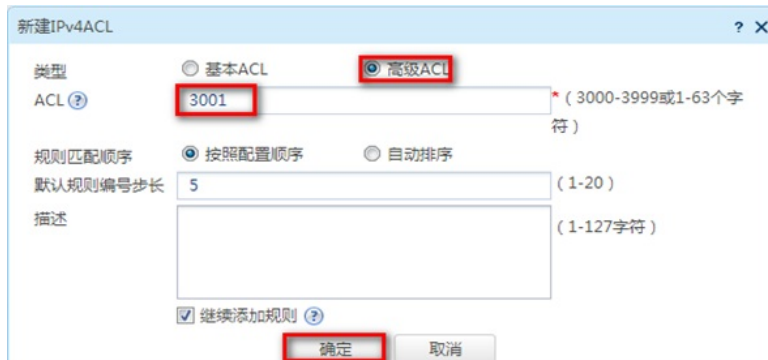 新建IPv4ACL ? X
类型 基本ACL 高级ACL
ACL ? 3001 * ( 3000-3999或1-63个字
符 )
规则匹配顺序 按照配置顺序 自动排序
默认规则编号步长 5 ( 1-20 )
描述 ( 1-127字符 )
继续添加规则 ?
确定 取消